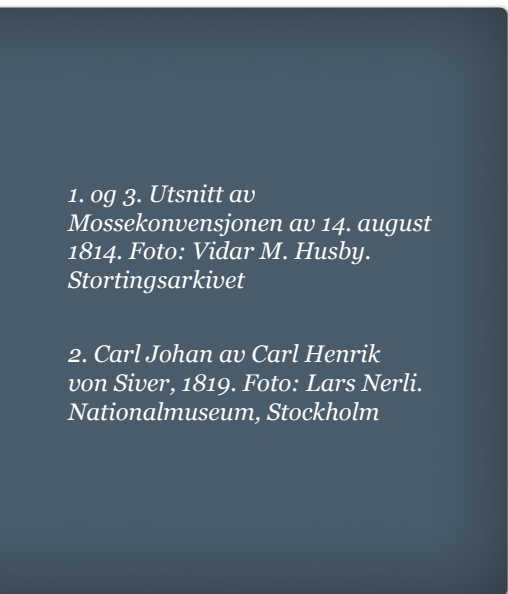 1. og 3. Utsnitt av
Mossekonvensjonen av 14. august
1814. Foto: Vidar M. Husby.
Stortingsarkivet
2. Carl Johan av Carl Henrik
von Siver, 1819. Foto: Lars Nerli.
Nationalmuseum, Stockholm